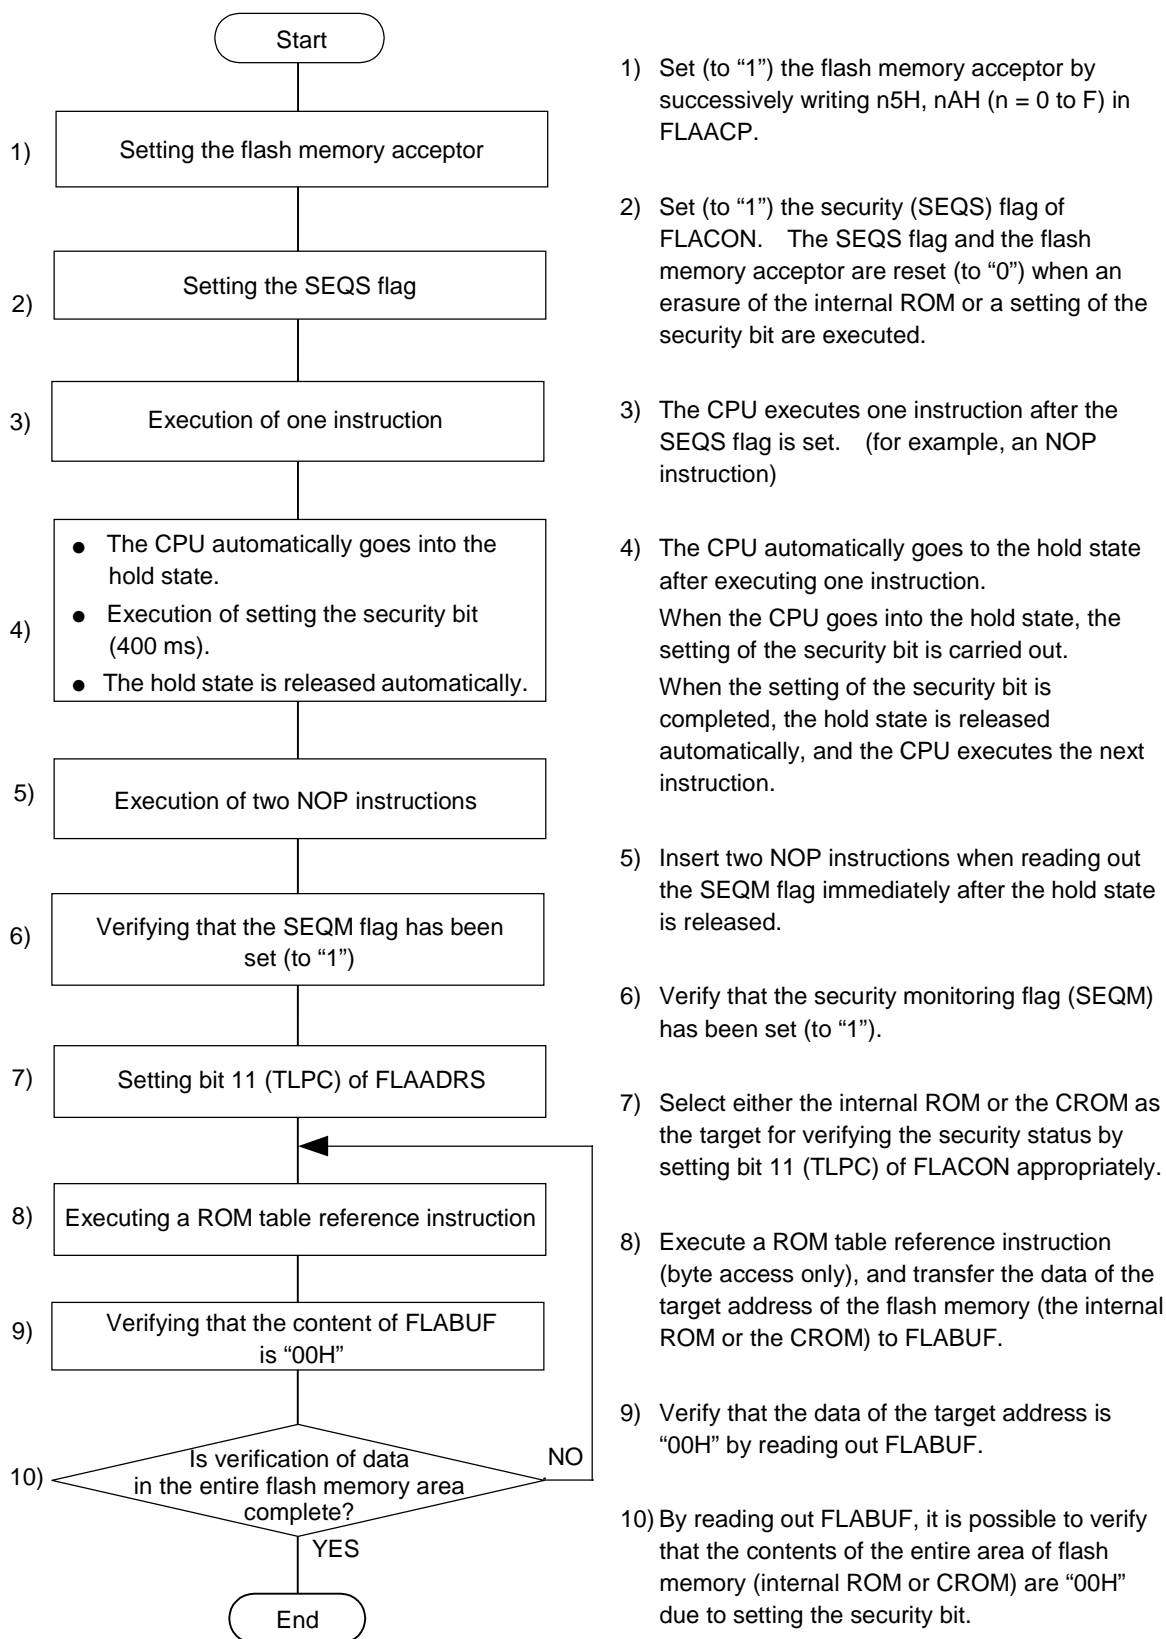 Start
1)
Setting the flash memory acceptor
2)
Setting the SEQS flag
3)
Execution of one instruction
4)
● The CPU automatically goes into the
hold state.
● Execution of setting the security bit
(400 ms).
● The hold state is released automatically.
5)
Execution of two NOP instructions
6)
Verifying that the SEQM flag has been
set (to “1”)
7)
Setting bit 11 (TLPC) of FLAADRS
8)
Executing a ROM table reference instruction
9)
Verifying that the content of FLABUF
is “00H”
10)
Is verification of data
in the entire flash memory area
complete?
NO
YES
End
1) Set (to “1”) the flash memory acceptor by
successively writing n5H, nAH (n = 0 to F) in
FLAACP.
2) Set (to “1”) the security (SEQS) flag of
FLACON. The SEQS flag and the flash
memory acceptor are reset (to “0”) when an
erasure of the internal ROM or a setting of the
security bit are executed.
3) The CPU executes one instruction after the
SEQS flag is set. (for example, an NOP
instruction)
4) The CPU automatically goes to the hold state
after executing one instruction.
When the CPU goes into the hold state, the
setting of the security bit is carried out.
When the setting of the security bit is
completed, the hold state is released
automatically, and the CPU executes the next
instruction.
5) Insert two NOP instructions when reading out
the SEQM flag immediately after the hold state
is released.
6) Verify that the security monitoring flag (SEQM)
has been set (to “1”).
7) Select either the internal ROM or the CROM as
the target for verifying the security status by
setting bit 11 (TLPC) of FLACON appropriately.
8) Execute a ROM table reference instruction
(byte access only), and transfer the data of the
target address of the flash memory (the internal
ROM or the CROM) to FLABUF.
9) Verify that the data of the target address is
“00H” by reading out FLABUF.
10) By reading out FLABUF, it is possible to verify
that the contents of the entire area of flash
memory (internal ROM or CROM) are “00H”
due to setting the security bit.